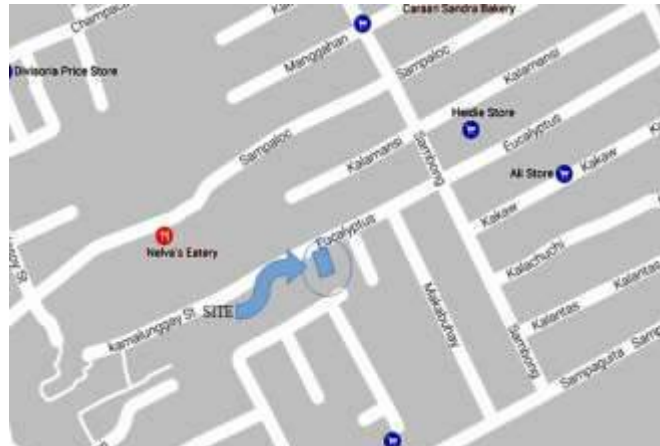 Champaca
Manggahan
Caraan Sandra Bakery
Divisoria Price Store
Sampaloc
Kalamansi
Heidie Store
Eucalyptus
Sampaloc
Kalamansi
Sambong
Ali Store
Kakaw
Kakaw
Nelva's Eatery
Eucalyptus
Kalachuchi
Kalantas
Makabuhay
SITE
kamalunggay St
Sambong
Kalantas
Sampaguita